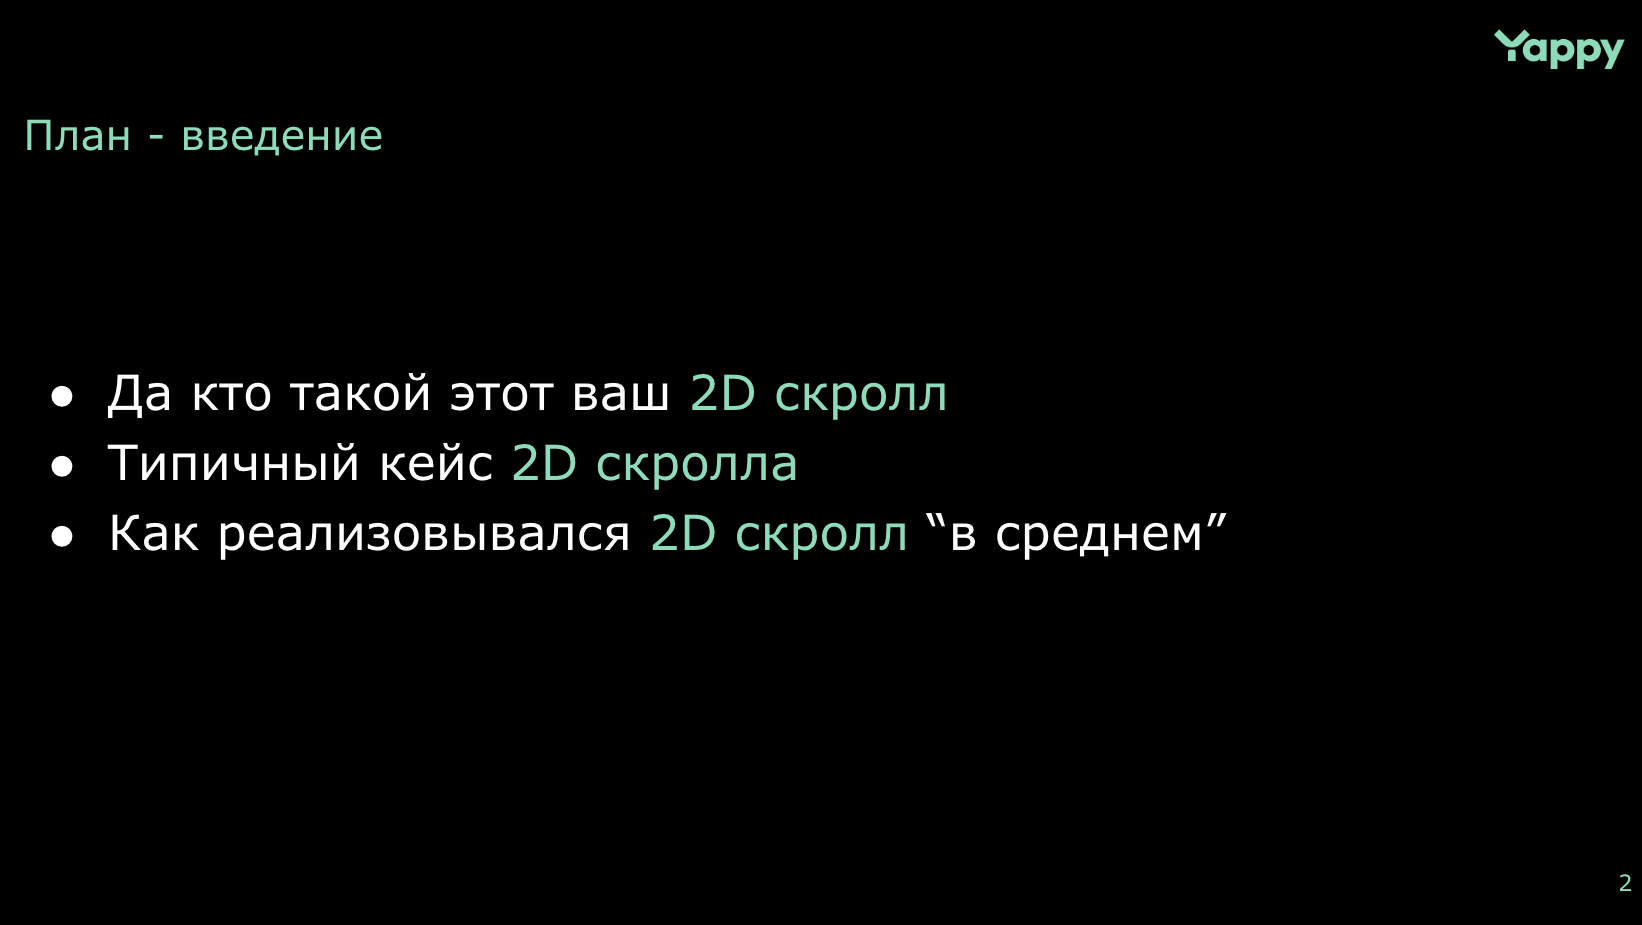 Yappy
План - введение
● Да кто такой этот ваш 2D скролл
● Типичный кейс 2D скролла
● Как реализовывался 2D скролл “в среднем”
2